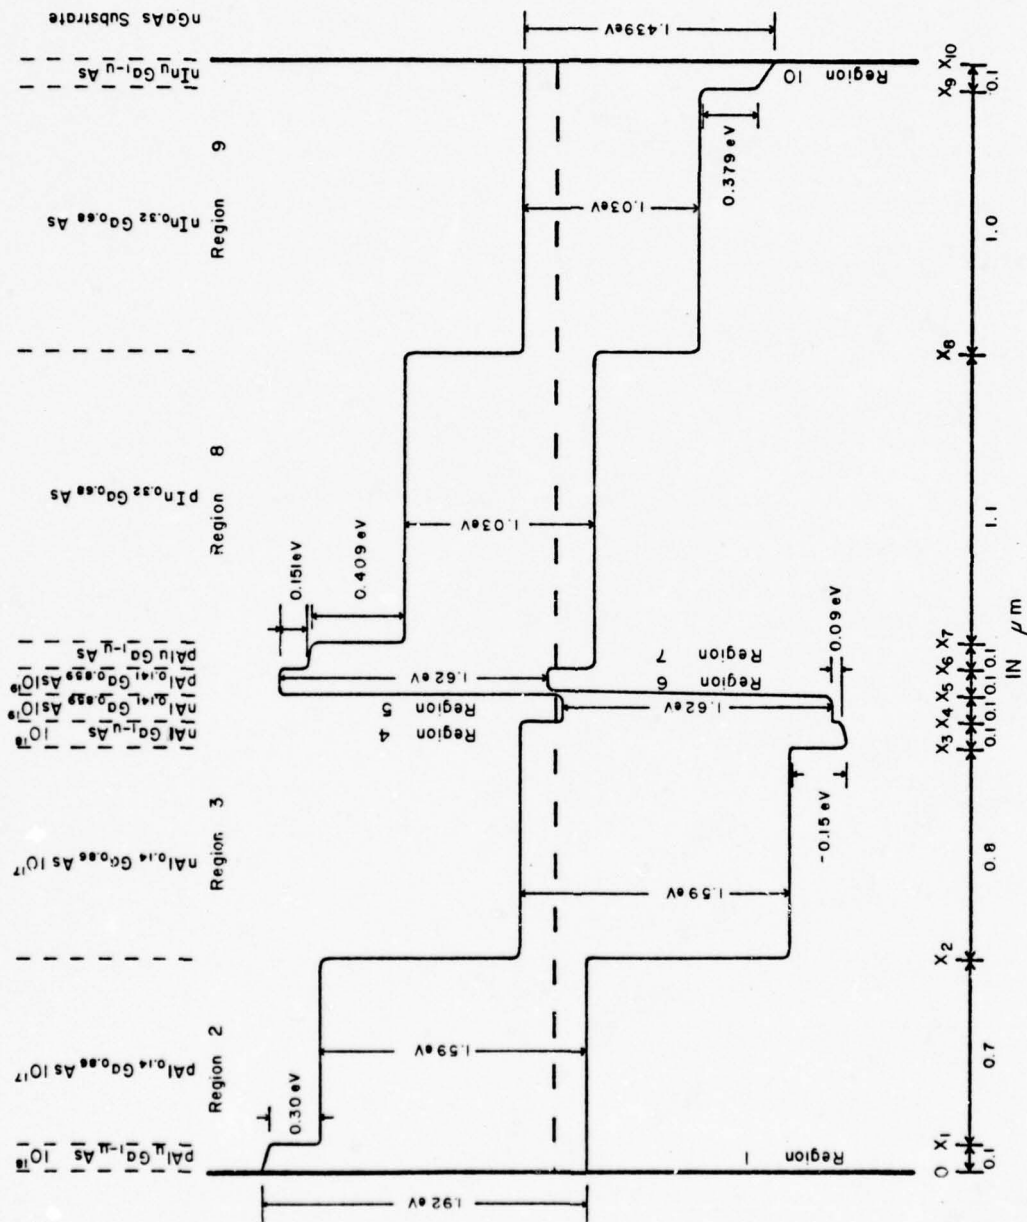 pAl_u Ga_1-u As 10^18
pAl_0.14 Ga_0.86 As 10^17
nAl_0.14 Ga_0.86 As 10^17
nAl_u Ga_1-u As 10^18
nAl_0.141 Ga_0.859 As 10^19
pAl_0.141 Ga_0.859 As 10^19
pAl_u Ga_1-u As
pIn_0.32 Ga_0.68 As
nIn_0.32 Ga_0.68 As
nIn_u Ga_1-u As
nGaAs Substrate
Region 2
Region 3
Region 8
Region 9
1.92 eV
0.30 eV
1.59 eV
0.151 eV
0.409 eV
1.62 eV
1.03 eV
1.03 eV
1.439 eV
Region 4
Region 5
Region 6
Region 7
1.59 eV
1.62 eV
0.379 eV
-0.15 eV
0.09 eV
Region 1
Region 10
0 X_1 X_2 X_3 X_4 X_5 X_6 X_7 X_8 X_9 X_10
0.1 0.7 0.8 0.1 0.1 0.1 0.1 1.1 1.0 0.1
IN μm